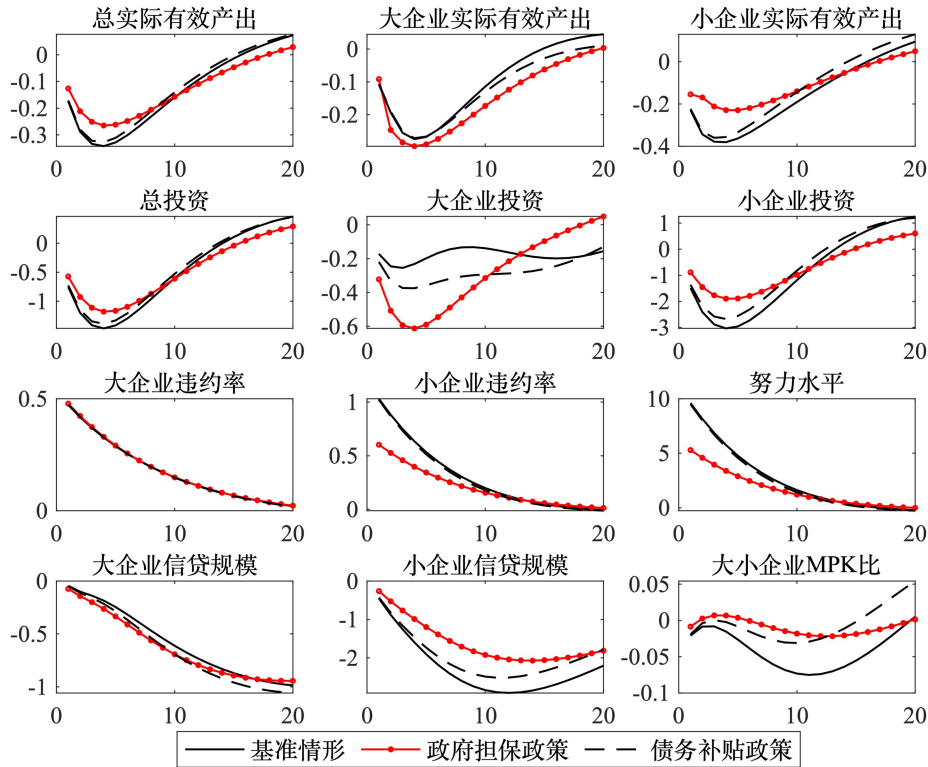 总实际有效产出 大企业实际有效产出 小企业实际有效产出
0 0 0
-0.1 -0.1 -0.2
-0.2 -0.2 -0.4
-0.3
0 10 20 0 10 20 0 10 20
总投资 大企业投资 小企业投资
0 0 1
-0.5 -0.2 0
-1 -0.4 -1
-0.6 -2
-3
0 10 20 0 10 20 0 10 20
大企业违约率 小企业违约率 努力水平
0.5 1 10
0 0.5 5
0 0
0 10 20 0 10 20 0 10 20
大企业信贷规模 小企业信贷规模 大小企业MPK比
0 0 0.05
-0.5 -1 0
-1 -2 -0.05
-0.1
0 10 20 0 10 20 0 10 20
基准情形 政府担保政策 债务补贴政策